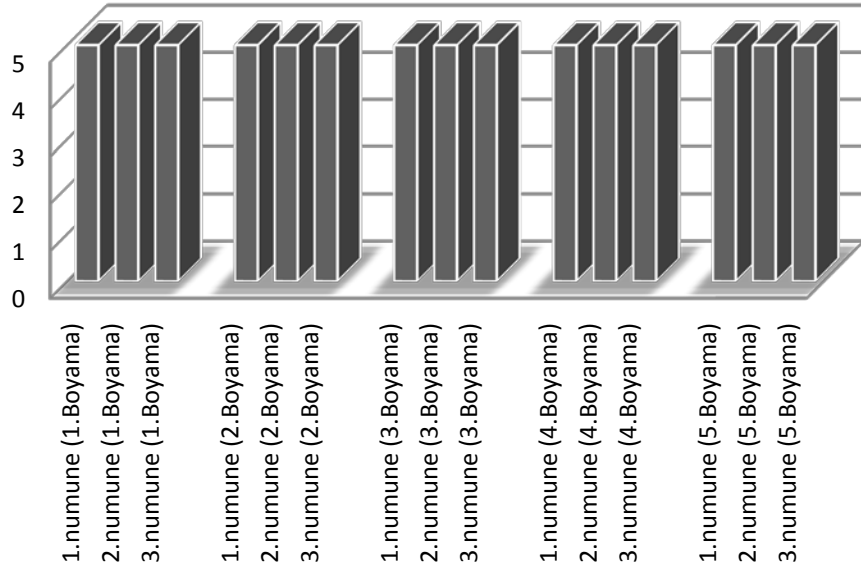 5
4
3
2
1
0
1.numune (1.Boyama)
2.numune (1.Boyama)
3.numune (1.Boyama)
1.numune (2.Boyama)
2.numune (2.Boyama)
3.numune (2.Boyama)
1.numune (3.Boyama)
2.numune (3.Boyama)
3.numune (3.Boyama)
1.numune (4.Boyama)
2.numune (4.Boyama)
3.numune (4.Boyama)
1.numune (5.Boyama)
2.numune (5.Boyama)
3.numune (5.Boyama)